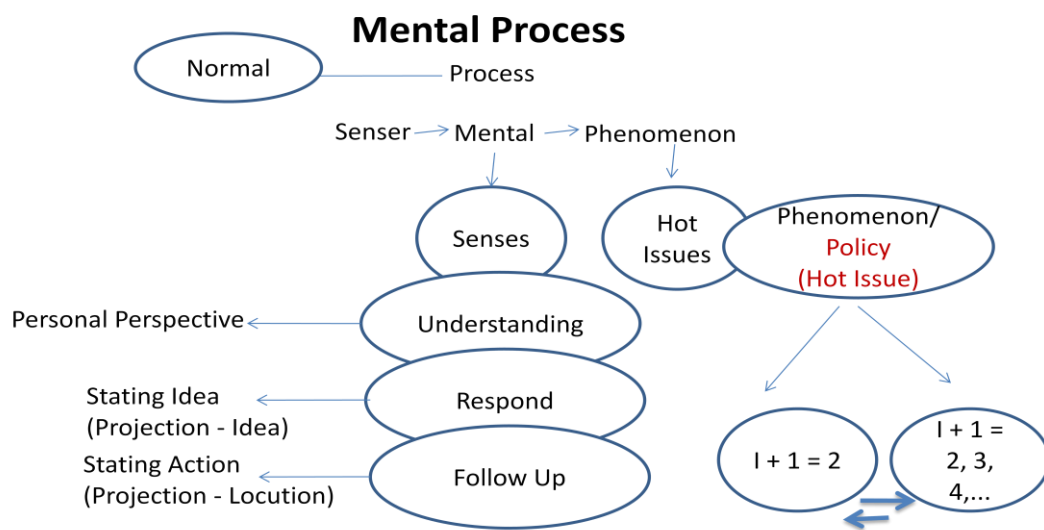 Mental Process
Normal
Process
Senser
Mental
Phenomenon
Senses
Hot
Issues
Phenomenon/
Policy
(Hot Issue)
Personal Perspective
Understanding
Stating Idea
(Projection - Idea)
Respond
Stating Action
(Projection - Locution)
Follow Up
I + 1 = 2
I + 1 =
2, 3,
4,...